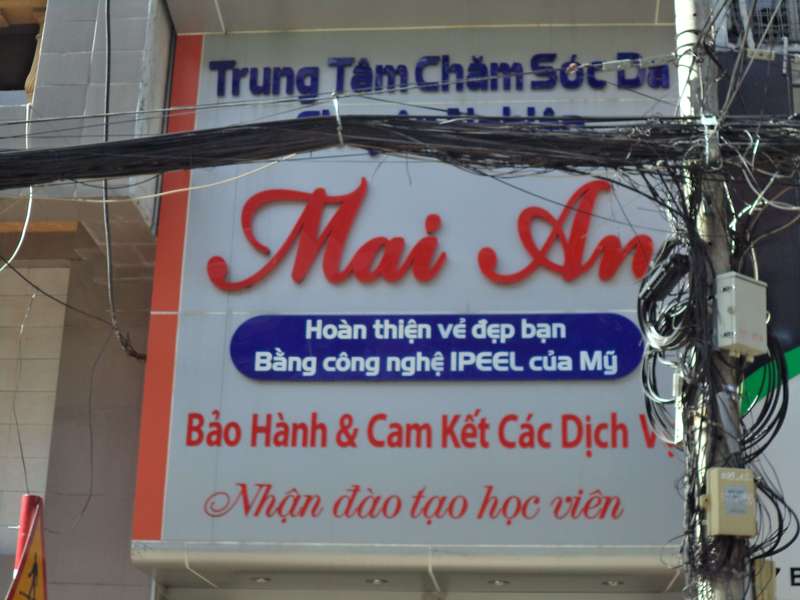 Trung Tâm Chăm Sóc Da
Mai An
Hoàn thiện vẻ đẹp bạn
Bằng công nghệ IPEEL của Mỹ
Bảo Hành & Cam Kết Các Dịch Vụ
Nhận đào tạo học viên